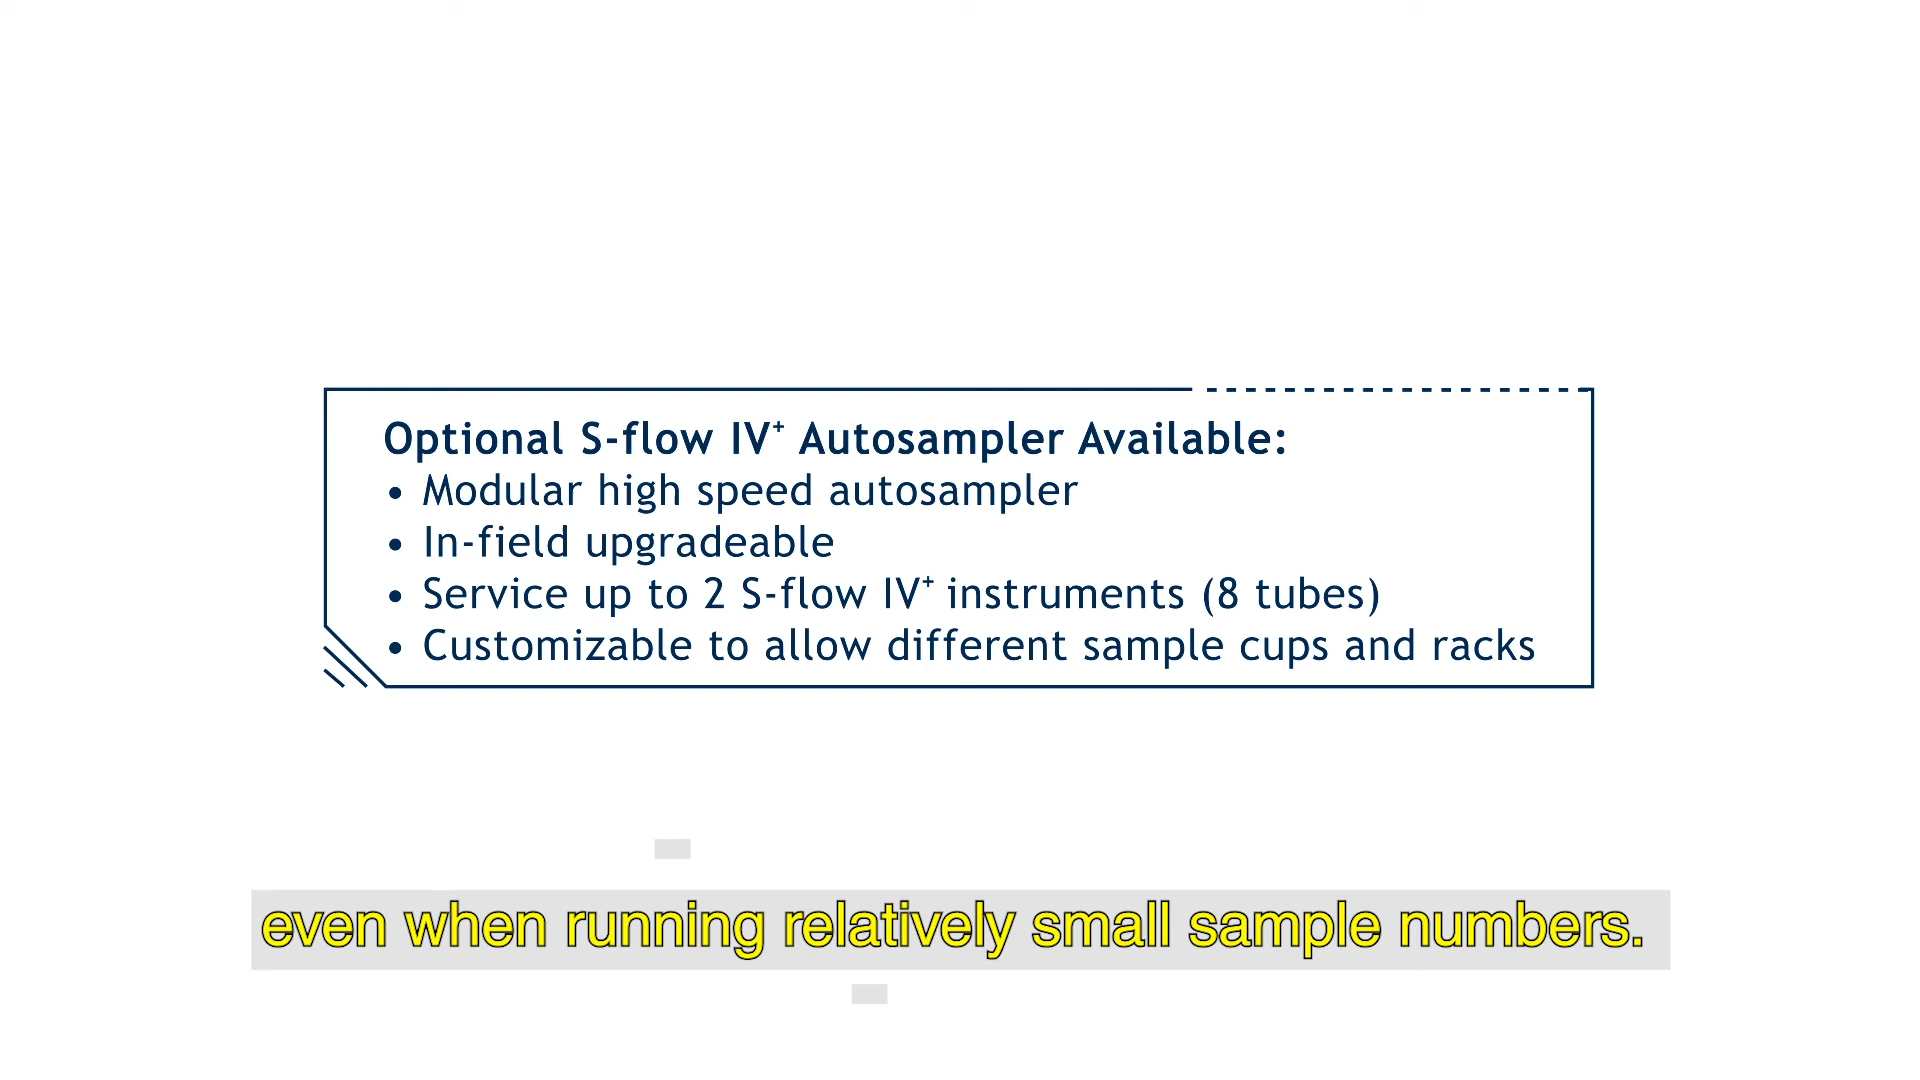 Optional S-flow IV⁺ Autosampler Available:
• Modular high speed autosampler
• In-field upgradeable
• Service up to 2 S-flow IV⁺ instruments (8 tubes)
• Customizable to allow different sample cups and racks
even when running relatively small sample numbers.